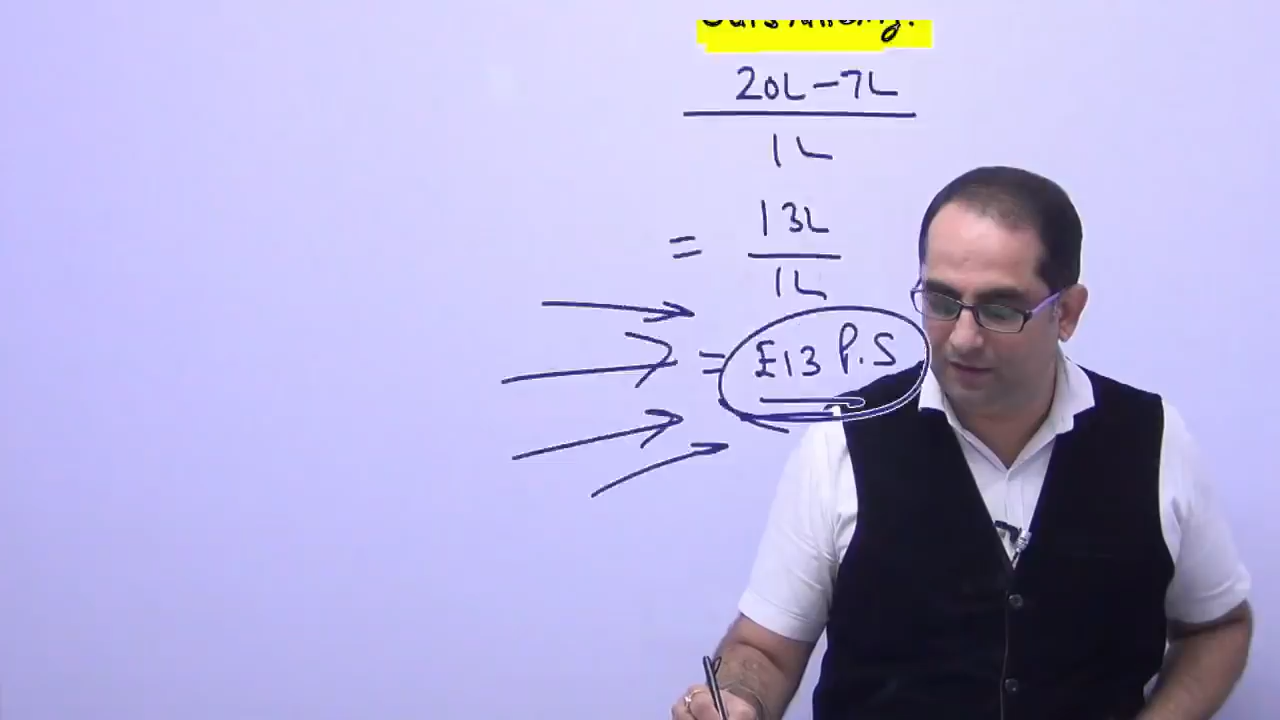 20L-7L
1L
= 13L
1L
= £13 P.S